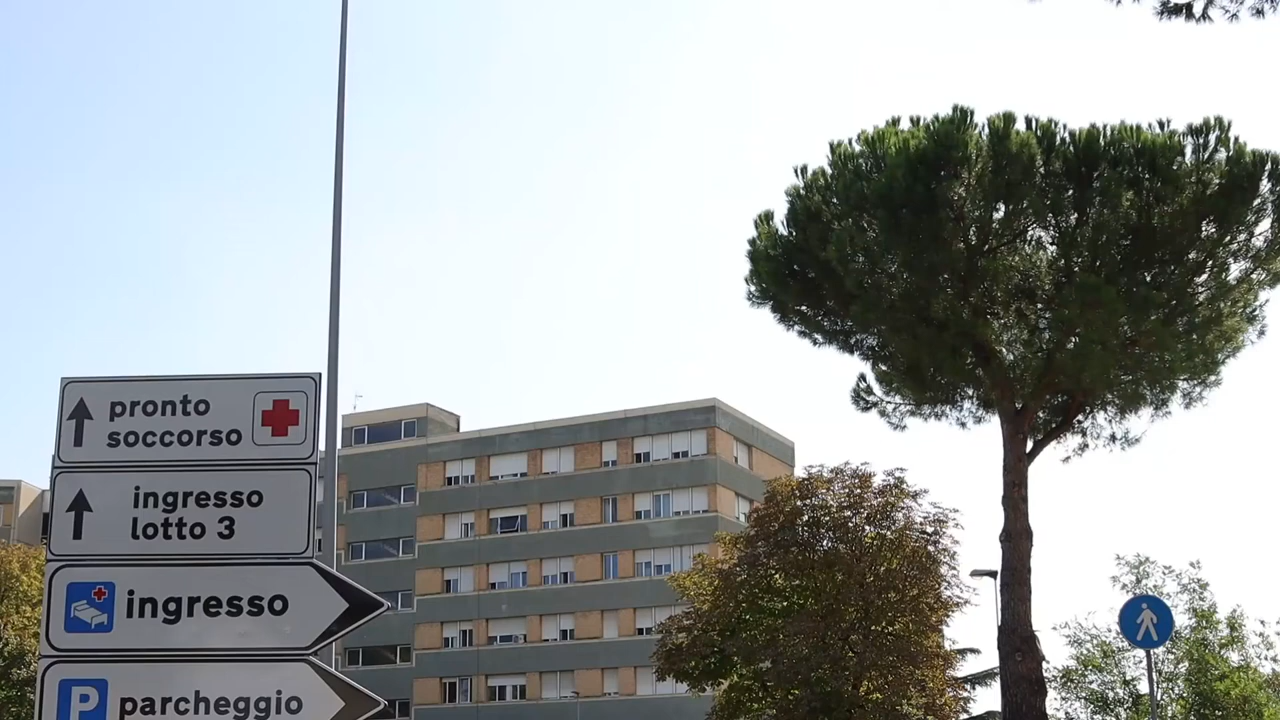 pronto
soccorso
ingresso
lotto 3
ingresso
P parcheggio